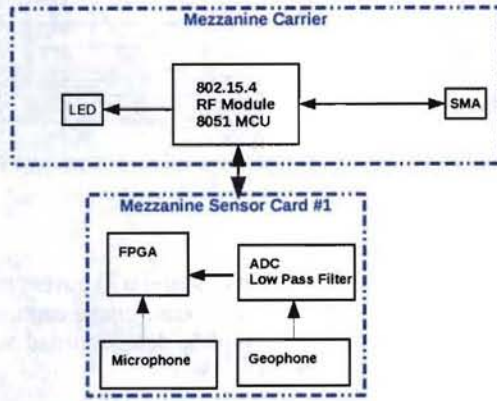 Mezzanine Carrier
LED
802.15.4
RF Module
8051 MCU
SMA
Mezzanine Sensor Card #1
FPGA
ADC
Low Pass Filter
Microphone
Geophone